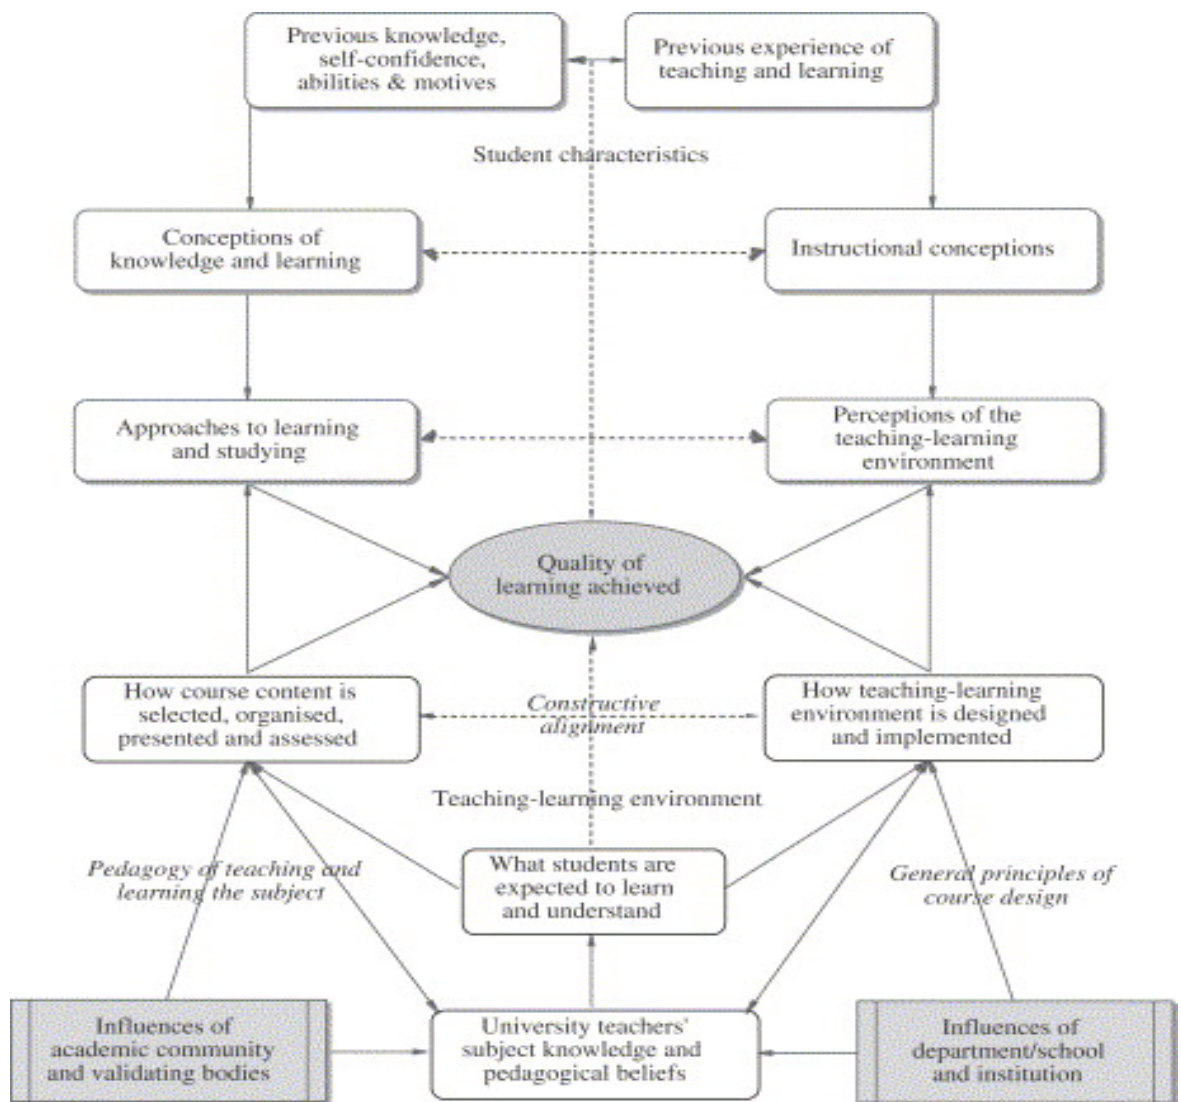 Previous knowledge,
self-confidence,
abilities & motives
Previous experience of
teaching and learning
Student characteristics
Conceptions of
knowledge and learning
Instructional conceptions
Approaches to learning
and studying
Perceptions of the
teaching-learning
environment
Quality of
learning achieved
How course content is
selected, organised,
presented and assessed
Constructive
alignment
How teaching-learning
environment is designed
and implemented
Teaching-learning environment
Pedagogy of teaching and
learning the subject
What students are
expected to learn
and understand
General principles of
course design
Influences of
academic community
and validating bodies
University teachers'
subject knowledge and
pedagogical beliefs
Influences of
department/school
and institution